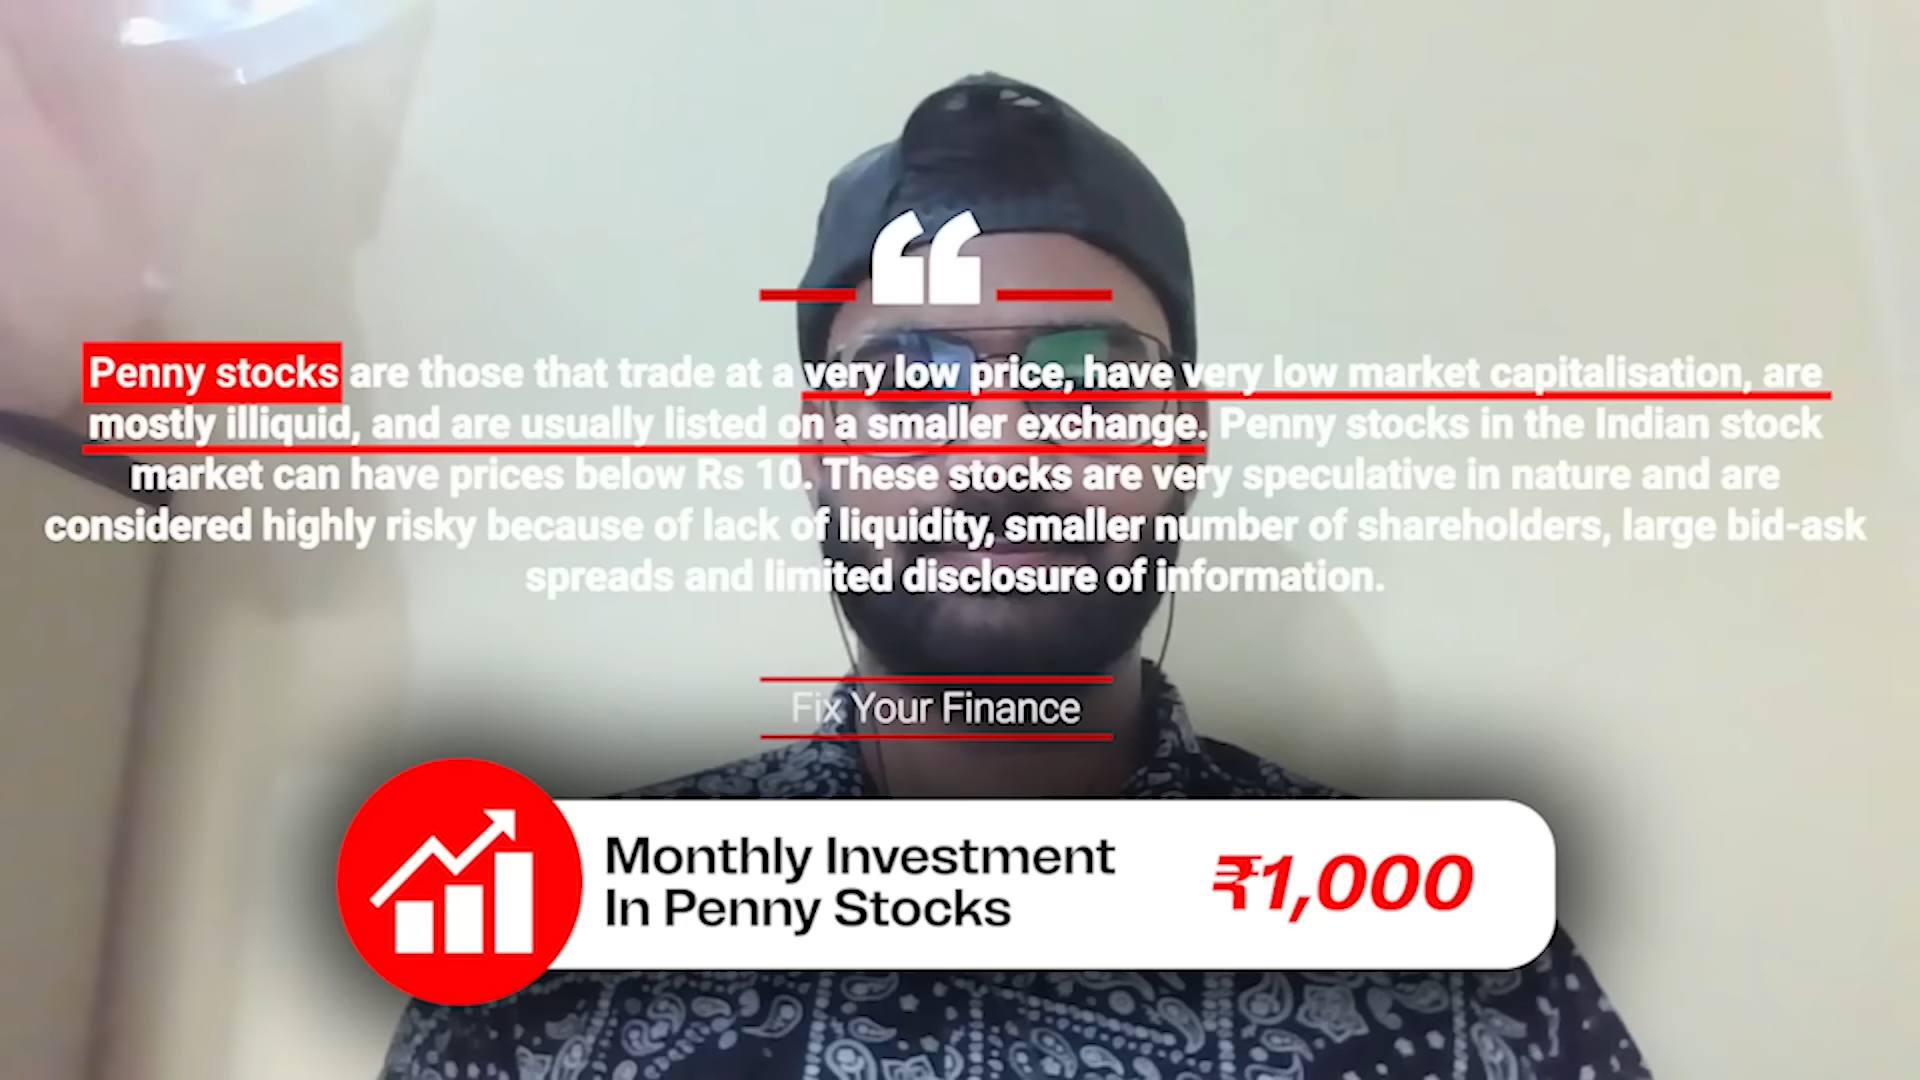 Penny stocks are those that trade at a very low price, have very low market capitalisation, are
mostly illiquid, and are usually listed on a smaller exchange. Penny stocks in the Indian stock
market can have prices below Rs 10. These stocks are very speculative in nature and are
considered highly risky because of lack of liquidity, smaller number of shareholders, large bid-ask
spreads and limited disclosure of information.
Fix Your Finance
Monthly Investment
In Penny Stocks
₹1,000